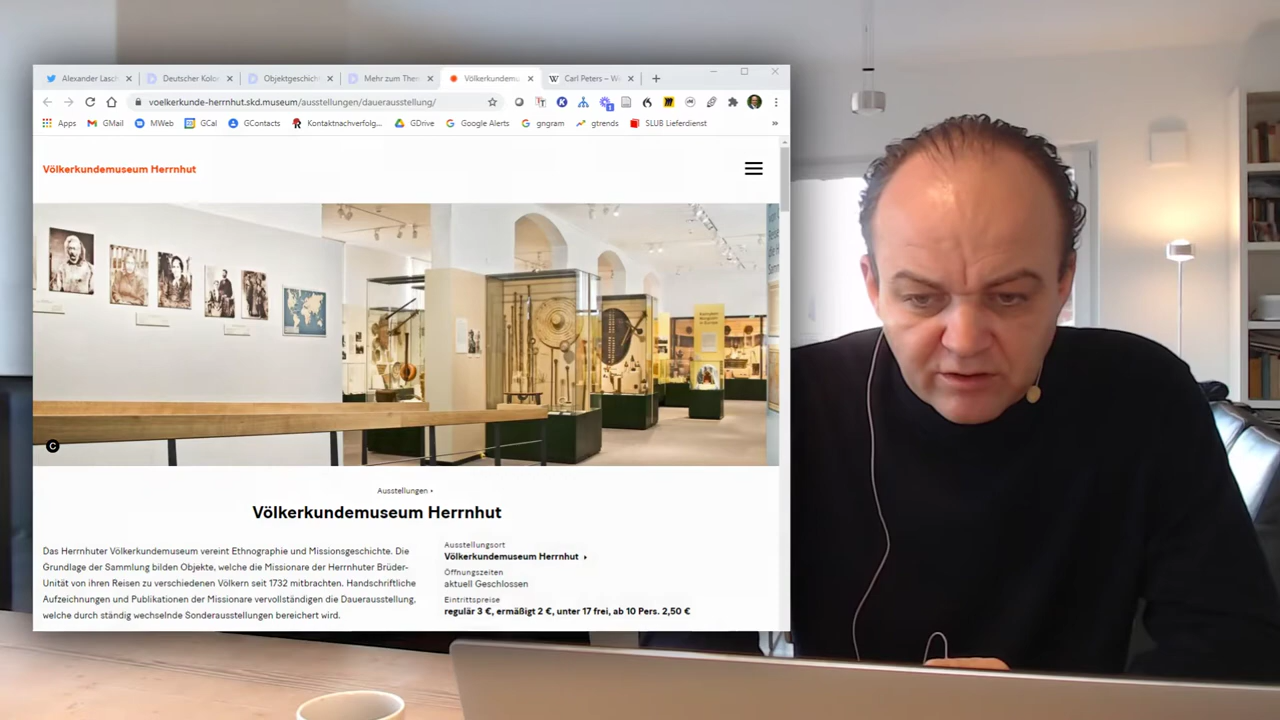 Alexander Lasch
Deutscher Kolon
Objektgeschicht
Mehr zum The
Völkerkundemu
Carl Peters – W
voelkerkunde-herrnhut.skd.museum/ausstellungen/dauerausstellung/
Apps
GMail
MWeb
GCal
GContacts
Kontaktnachverfolg...
GDrive
Google Alerts
gngram
gtrends
SLUB Lieferdienst
»
Völkerkundemuseum Herrnhut
C
Ausstellungen
Völkerkundemuseum Herrnhut
Das Herrnhuter Völkerkundemuseum vereint Ethnographie und Missionsgeschichte. Die
Grundlage der Sammlung bilden Objekte, welche die Missionare der Herrnhuter Brüder-
Unität von ihren Reisen zu verschiedenen Völkern seit 1732 mitbrachten. Handschriftliche
Aufzeichnungen und Publikationen der Missionare vervollständigen die Dauerausstellung,
welche durch ständig wechselnde Sonderausstellungen bereichert wird.
Ausstellungsort
Völkerkundemuseum Herrnhut
Öffnungszeiten
aktuell Geschlossen
Eintrittspreise
regulär 3 €, ermäßigt 2 €, unter 17 frei, ab 10 Pers. 2,50 €